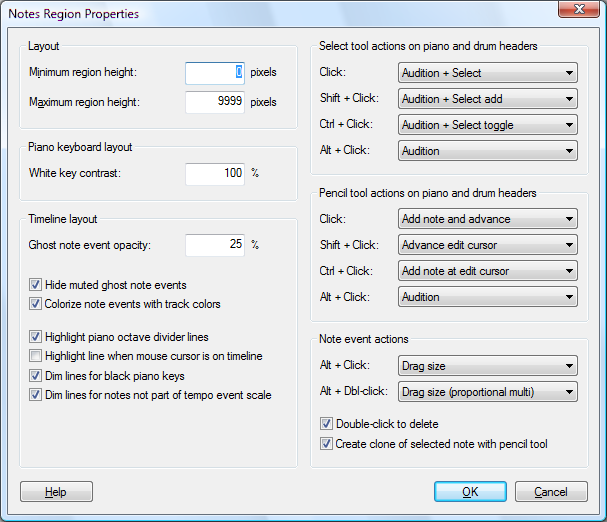 Notes Region Properties
Layout
Minimum region height: 0 pixels
Maximum region height: 9999 pixels
Piano keyboard layout
White key contrast: 100 %
Timeline layout
Ghost note event opacity: 25 %
Hide muted ghost note events
Colorize note events with track colors
Highlight piano octave divider lines
Highlight line when mouse cursor is on timeline
Dim lines for black piano keys
Dim lines for notes not part of tempo event scale
Select tool actions on piano and drum headers
Click: Audition + Select
Shift + Click: Audition + Select add
Ctrl + Click: Audition + Select toggle
Alt + Click: Audition
Pencil tool actions on piano and drum headers
Click: Add note and advance
Shift + Click: Advance edit cursor
Ctrl + Click: Add note at edit cursor
Alt + Click: Audition
Note event actions
Alt + Click: Drag size
Alt + Dbl-click: Drag size (proportional multi)
Double-click to delete
Create clone of selected note with pencil tool
Help
OK
Cancel